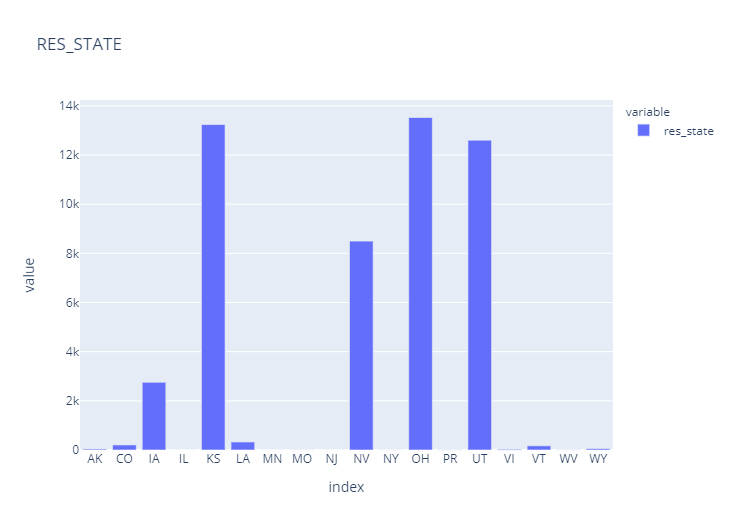 RES_STATE
variable
res_state
14k
12k
10k
8k
6k
4k
2k
0
value
AK CO IA IL KS LA MN MO NJ NV NY OH PR UT VI VT WV WY
index